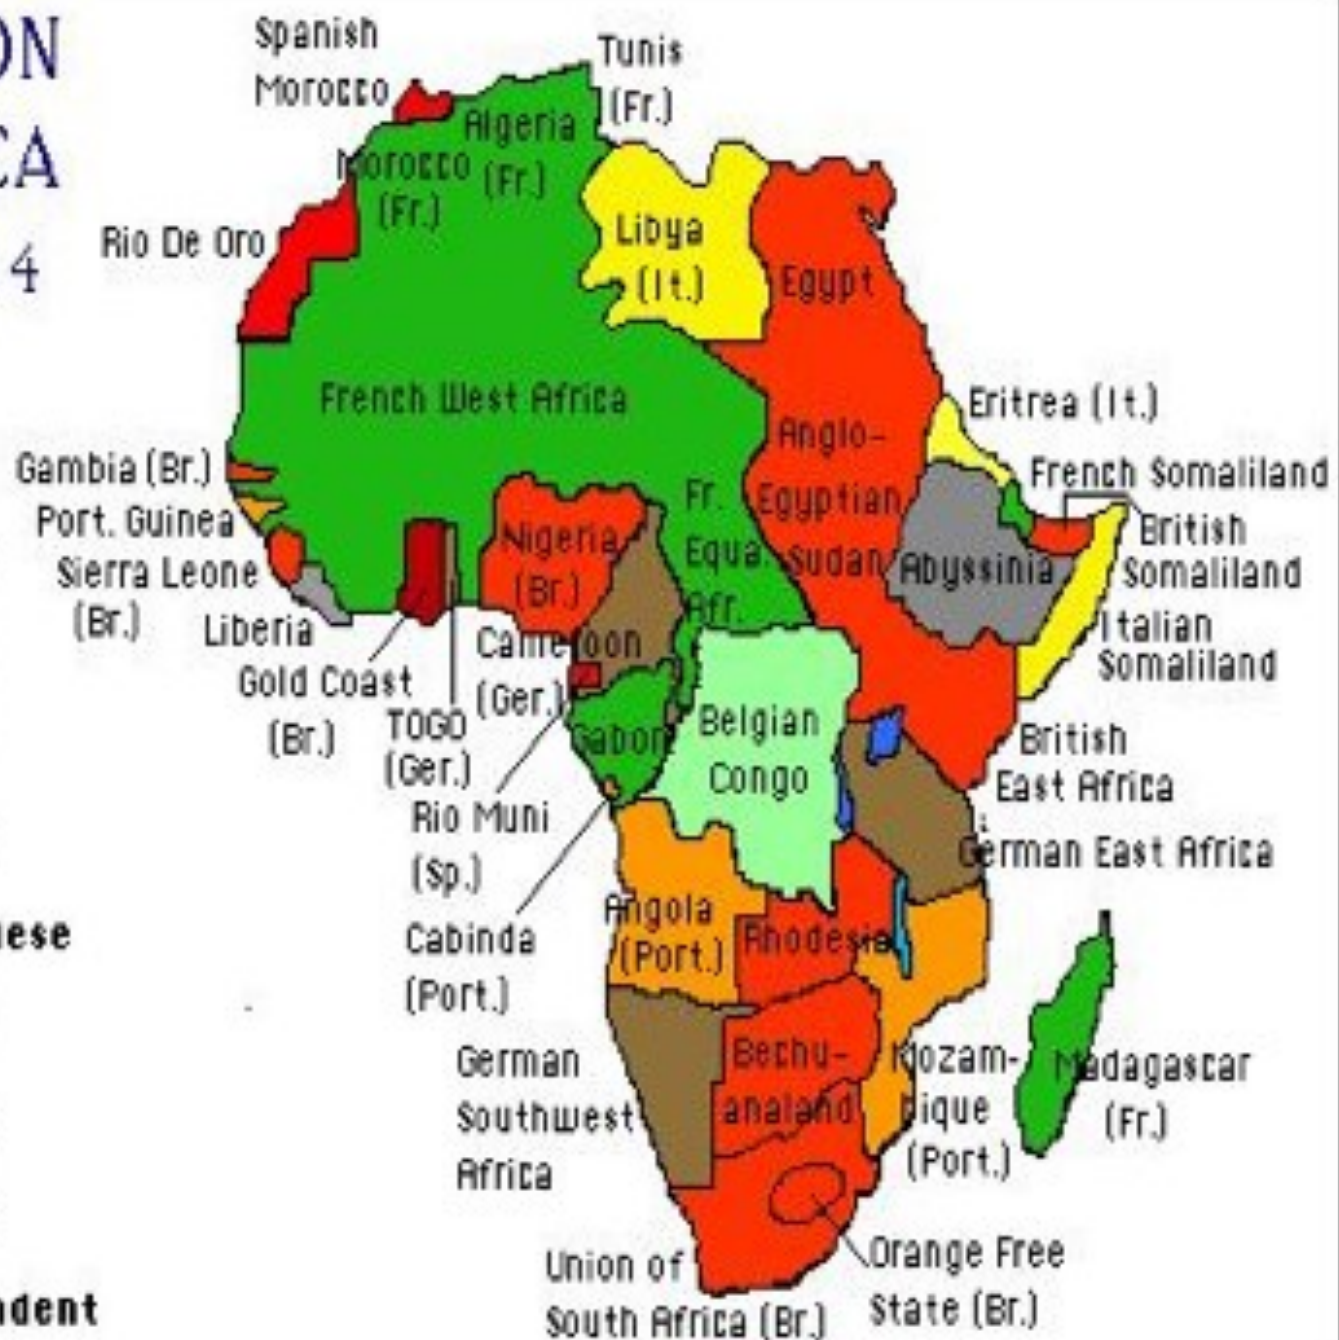 ON
CA
4
Spanish
Morocco
Tunis
(Fr.)
Algeria
(Fr.)
Morocco
(Fr.)
Rio De Oro
Libya
(It.)
Egypt
French West Africa
Eritrea (It.)
Anglo-
Egyptian
Sudan
French Somaliland
British
Somaliland
Gambia (Br.)
Port. Guinea
Sierra Leone
(Br.)
Liberia
Nigeria
(Br.)
Fr.
Equa.
Afr.
Abyssinia
Italian
Somaliland
Gold Coast
(Br.)
TOGO
(Ger.)
Cameroon
(Ger.)
Gabon
Belgian
Congo
British
East Africa
Rio Muni
(Sp.)
German East Africa
Cabinda
(Port.)
Angola
(Port.)
Rhodesia
German
Southwest
Africa
Bechu-
analand
Mozam-
bique
(Port.)
Madagascar
(Fr.)
Union of
South Africa (Br.)
Orange Free
State (Br.)